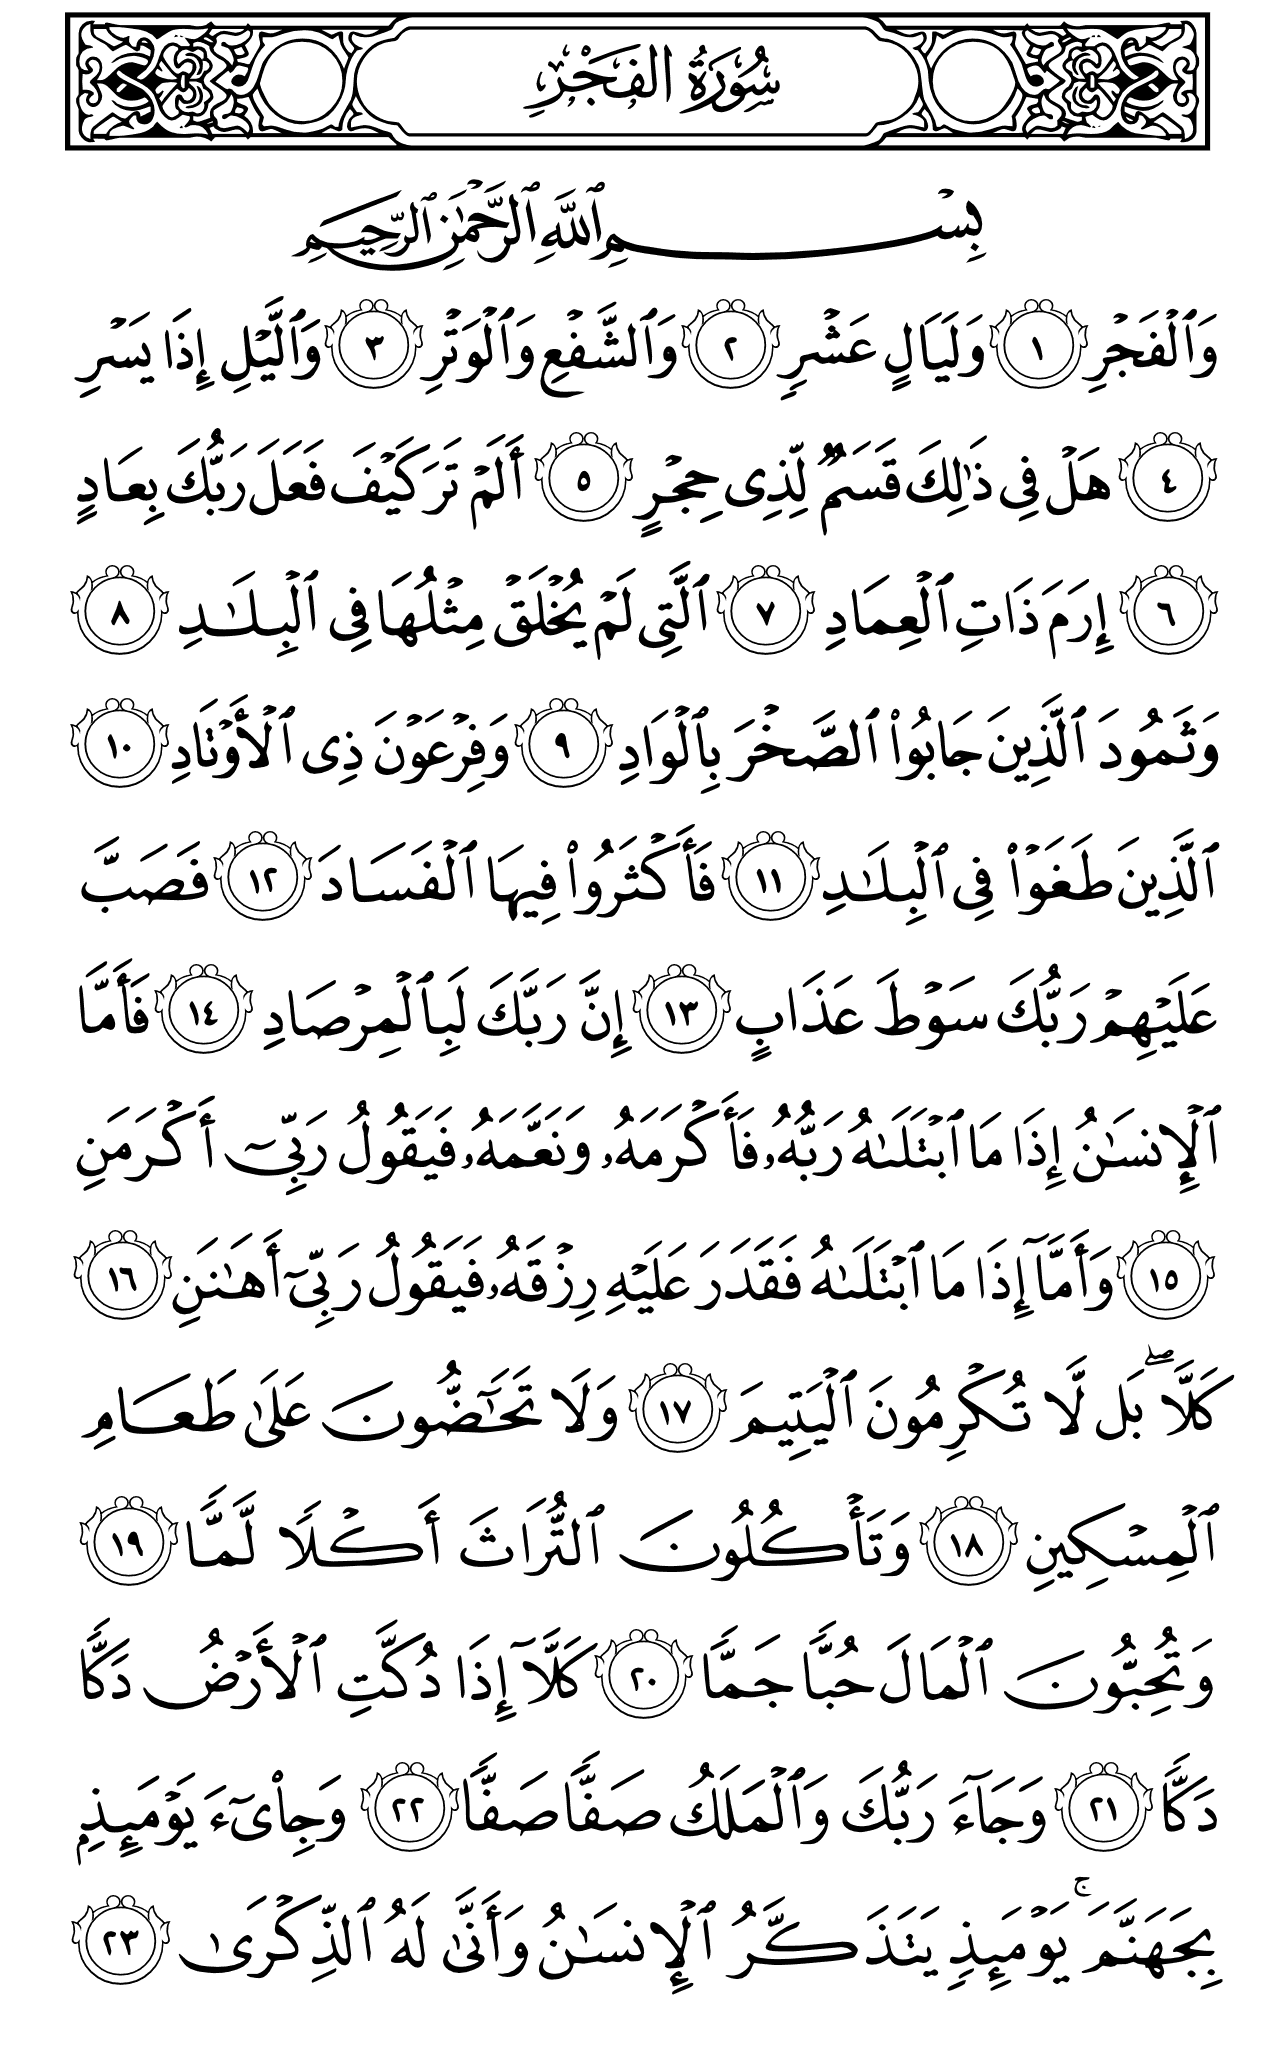 سُورَةُ الفَجْرِ
بِسْمِ ٱللَّهِ ٱلرَّحْمَٰنِ ٱلرَّحِيمِ
وَٱلْفَجْرِ ١ وَلَيَالٍ عَشْرٍ ٢ وَٱلشَّفْعِ وَٱلْوَتْرِ ٣ وَٱلَّيْلِ إِذَا يَسْرِ
٤ هَلْ فِى ذَٰلِكَ قَسَمٌ لِّذِى حِجْرٍ ٥ أَلَمْ تَرَ كَيْفَ فَعَلَ رَبُّكَ بِعَادٍ
٦ إِرَمَ ذَاتِ ٱلْعِمَادِ ٧ ٱلَّتِى لَمْ يُخْلَقْ مِثْلُهَا فِى ٱلْبِلَٰدِ ٨
وَثَمُودَ ٱلَّذِينَ جَابُوا۟ ٱلصَّخْرَ بِٱلْوَادِ ٩ وَفِرْعَوْنَ ذِى ٱلْأَوْتَادِ ١٠
ٱلَّذِينَ طَغَوْا۟ فِى ٱلْبِلَٰدِ ١١ فَأَكْثَرُوا۟ فِيهَا ٱلْفَسَادَ ١٢ فَصَبَّ
عَلَيْهِمْ رَبُّكَ سَوْطَ عَذَابٍ ١٣ إِنَّ رَبَّكَ لَبِٱلْمِرْصَادِ ١٤ فَأَمَّا
ٱلْإِنسَٰنُ إِذَا مَا ٱبْتَلَىٰهُ رَبُّهُۥ فَأَكْرَمَهُۥ وَنَعَّمَهُۥ فَيَقُولُ رَبِّىٓ أَكْرَمَنِ
١٥ وَأَمَّآ إِذَا مَا ٱبْتَلَىٰهُ فَقَدَرَ عَلَيْهِ رِزْقَهُۥ فَيَقُولُ رَبِّىٓ أَهَٰنَنِ ١٦
كَلَّا ۖ بَل لَّا تُكْرِمُونَ ٱلْيَتِيمَ ١٧ وَلَا تَحَٰٓضُّونَ عَلَىٰ طَعَامِ
ٱلْمِسْكِينِ ١٨ وَتَأْكُلُونَ ٱلتُّرَاثَ أَكْلًا لَّمًّا ١٩
وَتُحِبُّونَ ٱلْمَالَ حُبًّا جَمًّا ٢٠ كَلَّآ إِذَا دُكَّتِ ٱلْأَرْضُ دَكًّا
دَكًّا ٢١ وَجَآءَ رَبُّكَ وَٱلْمَلَكُ صَفًّا صَفًّا ٢٢ وَجِا۟ىٓءَ يَوْمَئِذٍۭ
بِجَهَنَّمَ ۚ يَوْمَئِذٍ يَتَذَكَّرُ ٱلْإِنسَٰنُ وَأَنَّىٰ لَهُ ٱلذِّكْرَىٰ ٢٣